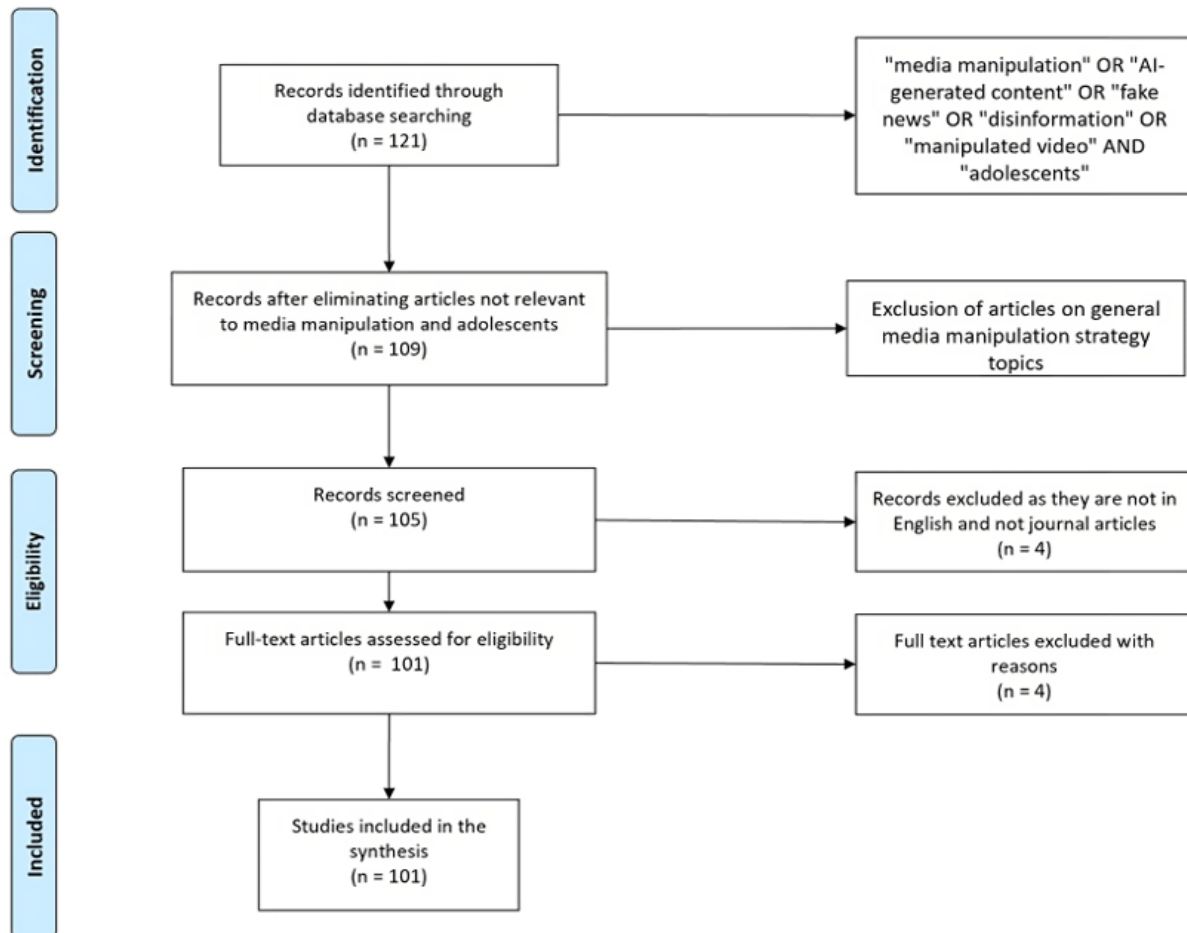 Identification
Records identified through
database searching
(n = 121)
"media manipulation" OR "AI-
generated content" OR "fake
news" OR "disinformation" OR
"manipulated video" AND
"adolescents"
Screening
Records after eliminating articles not relevant
to media manipulation and adolescents
(n = 109)
Exclusion of articles on general
media manipulation strategy
topics
Eligibility
Records screened
(n = 105)
Records excluded as they are not in
English and not journal articles
(n = 4)
Full-text articles assessed for eligibility
(n = 101)
Full text articles excluded with
reasons
(n = 4)
Included
Studies included in the
synthesis
(n = 101)